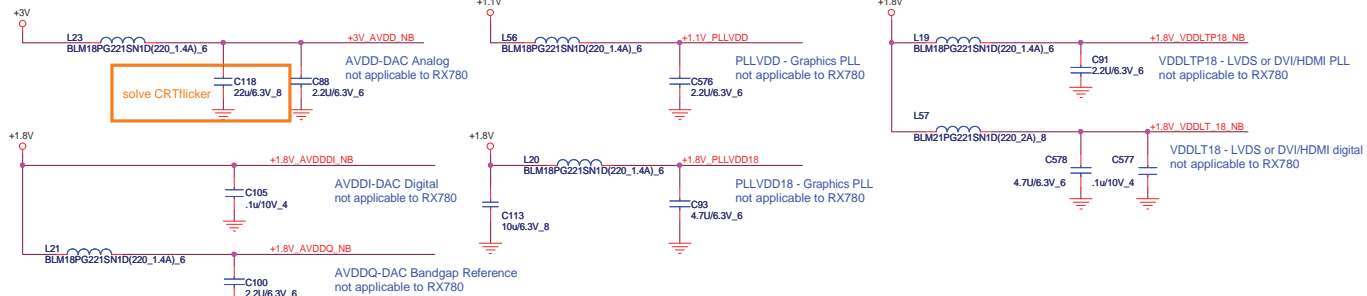 +3V
L23
BLM18PG221SN1D(220_1.4A)_6
+3V_AVDD_NB
AVDD-DAC Analog
not applicable to RX780
solve CRTflicker
C118
22u/6.3V_8
C88
2.2U/6.3V_6
+1.8V
+1.8V_AVDDDI_NB
C105
.1u/10V_4
AVDDI-DAC Digital
not applicable to RX780
L21
BLM18PG221SN1D(220_1.4A)_6
+1.8V_AVDDQ_NB
C100
2.2U/6.3V_6
AVDDQ-DAC Bandgap Reference
not applicable to RX780
+1.1V
L56
BLM18PG221SN1D(220_1.4A)_6
+1.1V_PLLVDD
C576
2.2U/6.3V_6
PLLVDD - Graphics PLL
not applicable to RX780
+1.8V
L20
BLM18PG221SN1D(220_1.4A)_6
+1.8V_PLLVDD18
C113
10u/6.3V_8
C93
4.7U/6.3V_6
PLLVDD18 - Graphics PLL
not applicable to RX780
+1.8V
L19
BLM18PG221SN1D(220_1.4A)_6
+1.8V_VDDLTP18_NB
C91
2.2U/6.3V_6
VDDLTP18 - LVDS or DVI/HDMI PLL
not applicable to RX780
L57
BLM21PG221SN1D(220_2A)_8
+1.8V_VDDLT_18_NB
C578
4.7U/6.3V_6
C577
.1u/10V_4
VDDLT18 - LVDS or DVI/HDMI digital
not applicable to RX780